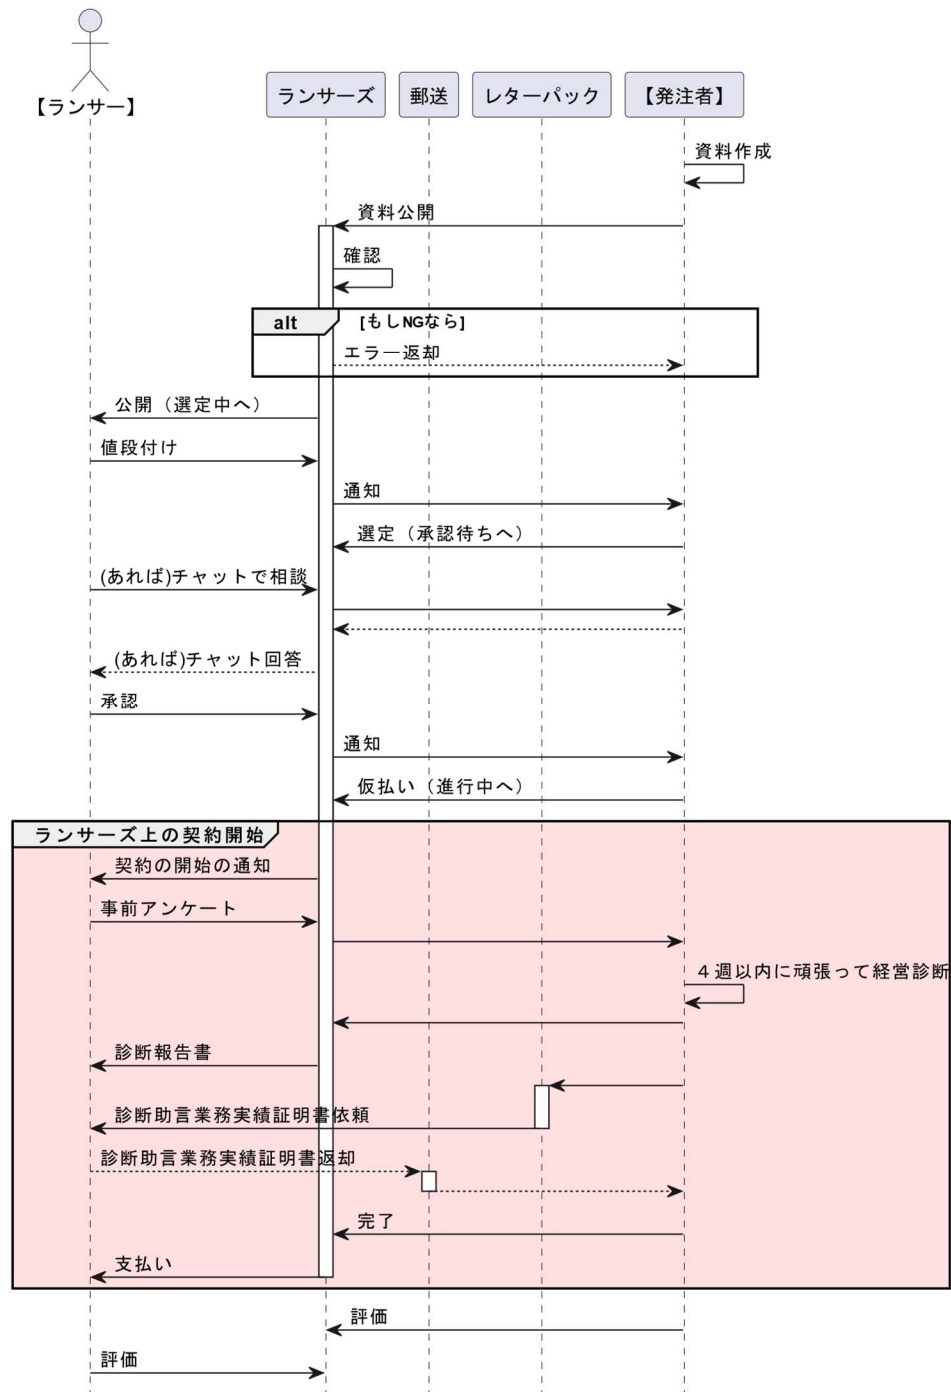 【ランサー】
ランサーズ
郵送
レターパック
【発注者】
資料作成
資料公開
確認
alt
[もしNGなら]
エラー返却
公開（選定中へ）
値段付け
通知
選定（承認待ちへ）
(あれば)チャットで相談
(あれば)チャット回答
承認
通知
仮払い（進行中へ）
ランサーズ上の契約開始
契約の開始の通知
事前アンケート
４週以内に頑張って経営診断
診断報告書
診断助言業務実績証明書依頼
診断助言業務実績証明書返却
完了
支払い
評価
評価